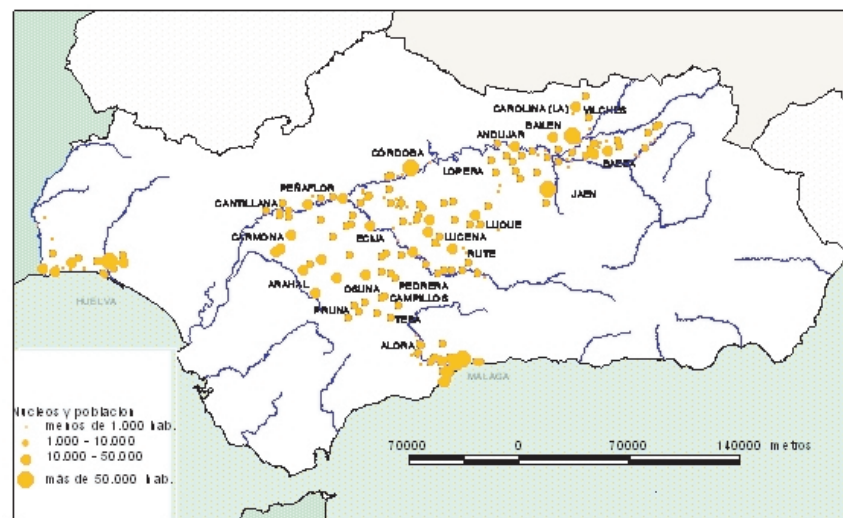 CAROLINA (LA)
VILCHES
BAILEN
ANDUJAR
BAEZA
CÓRDOBA
LOPERA
JAEN
PEÑAFLOR
CANTILLANA
LUQUE
CARMONA
ECIJA
LUCENA
RUTE
ARAHAL
OSUNA
PEDRERA
CAMPILLOS
PRUNA
TEBA
HUELVA
ALORA
MALAGA
Núcleos y población
menos de 1.000 hab.
1.000 - 10.000
10.000 - 50.000
más de 50.000 hab.
70000 0 70000 140000 metros